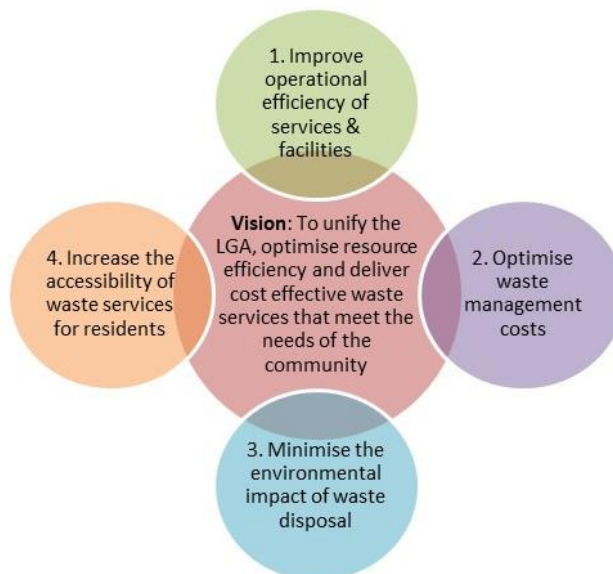 1. Improve
operational
efficiency of
services &
facilities
Vision: To unify the
LGA, optimise resource
efficiency and deliver
cost effective waste
services that meet the
needs of the
community
2. Optimise
waste
management
costs
3. Minimise the
environmental
impact of waste
disposal
4. Increase the
accessibility of
waste services
for residents